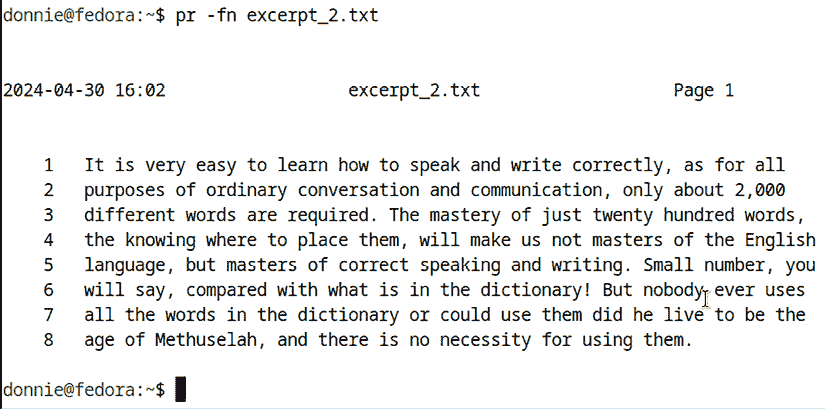 donnie@fedora:~$ pr -fn excerpt_2.txt
2024-04-30 16:02 excerpt_2.txt Page 1
1 It is very easy to learn how to speak and write correctly, as for all
2 purposes of ordinary conversation and communication, only about 2,000
3 different words are required. The mastery of just twenty hundred words,
4 the knowing where to place them, will make us not masters of the English
5 language, but masters of correct speaking and writing. Small number, you
6 will say, compared with what is in the dictionary! But nobody ever uses
7 all the words in the dictionary or could use them did he live to be the
8 age of Methuselah, and there is no necessity for using them.
donnie@fedora:~$